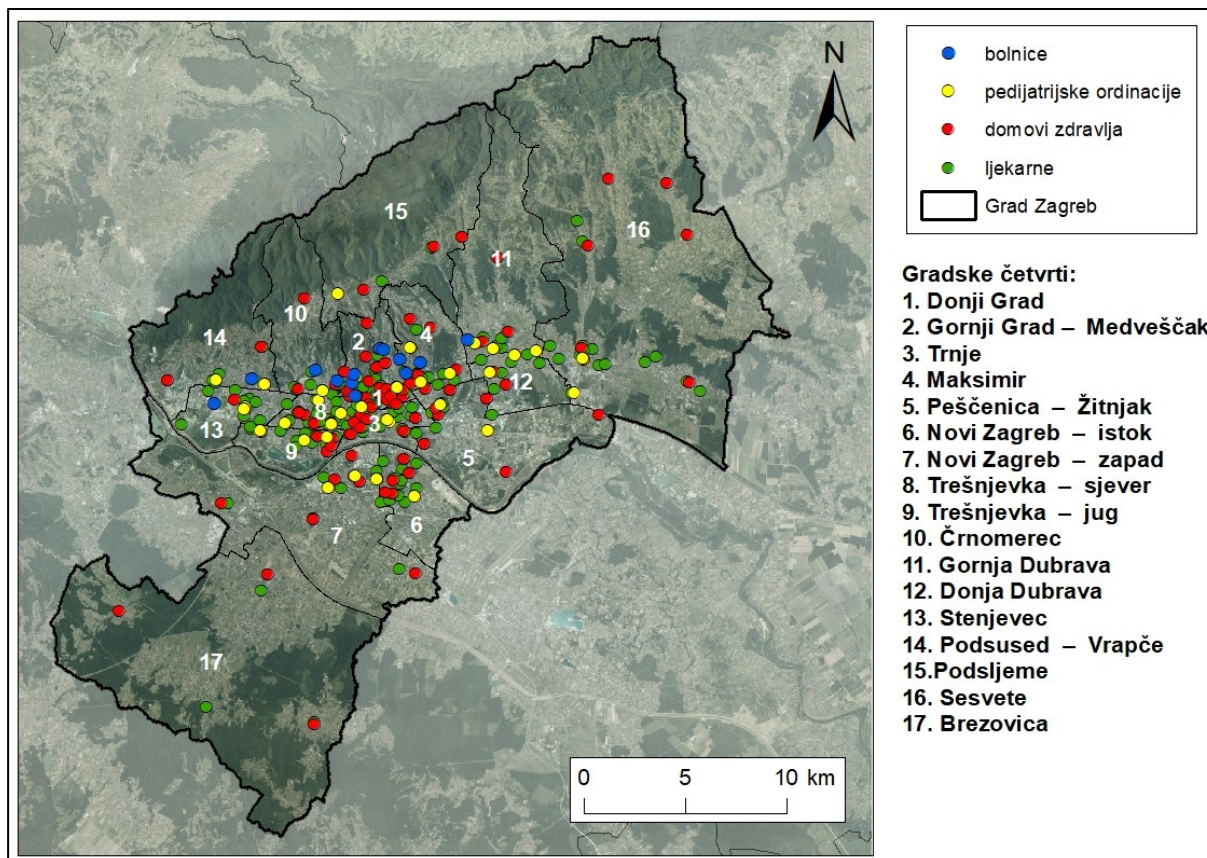 N
bolnice
pedijatrijske ordinacije
domovi zdravlja
ljekarne
Grad Zagreb
Gradske četvrti:
1. Donji Grad
2. Gornji Grad – Medveščak
3. Trnje
4. Maksimir
5. Peščenica – Žitnjak
6. Novi Zagreb – istok
7. Novi Zagreb – zapad
8. Trešnjevka – sjever
9. Trešnjevka – jug
10. Črnomerec
11. Gornja Dubrava
12. Donja Dubrava
13. Stenjevec
14. Podsused – Vrapče
15.Podsljeme
16. Sesvete
17. Brezovica
15
16
11
10
14
2
4
12
1
8
13
3
9
5
6
7
17
0 5 10 km